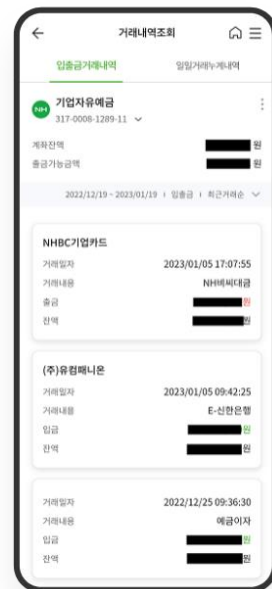 거래내역조회
입출금거래내역 일일거래누계내역
NH 기업자유예금
317-0008-1289-11
계좌잔액 원
출금가능금액 원
2022/12/19 ~ 2023/01/19 | 입출금 | 최근거래순
NHBC기업카드
거래일자 2023/01/05 17:07:55
거래내용 NH비씨대금
출금 원
잔액 원
(주)유컴패니온
거래일자 2023/01/05 09:42:25
거래내용 E-신한은행
입금 원
잔액 원
거래일자 2022/12/25 09:36:30
거래내용 예금이자
입금 원
잔액 원